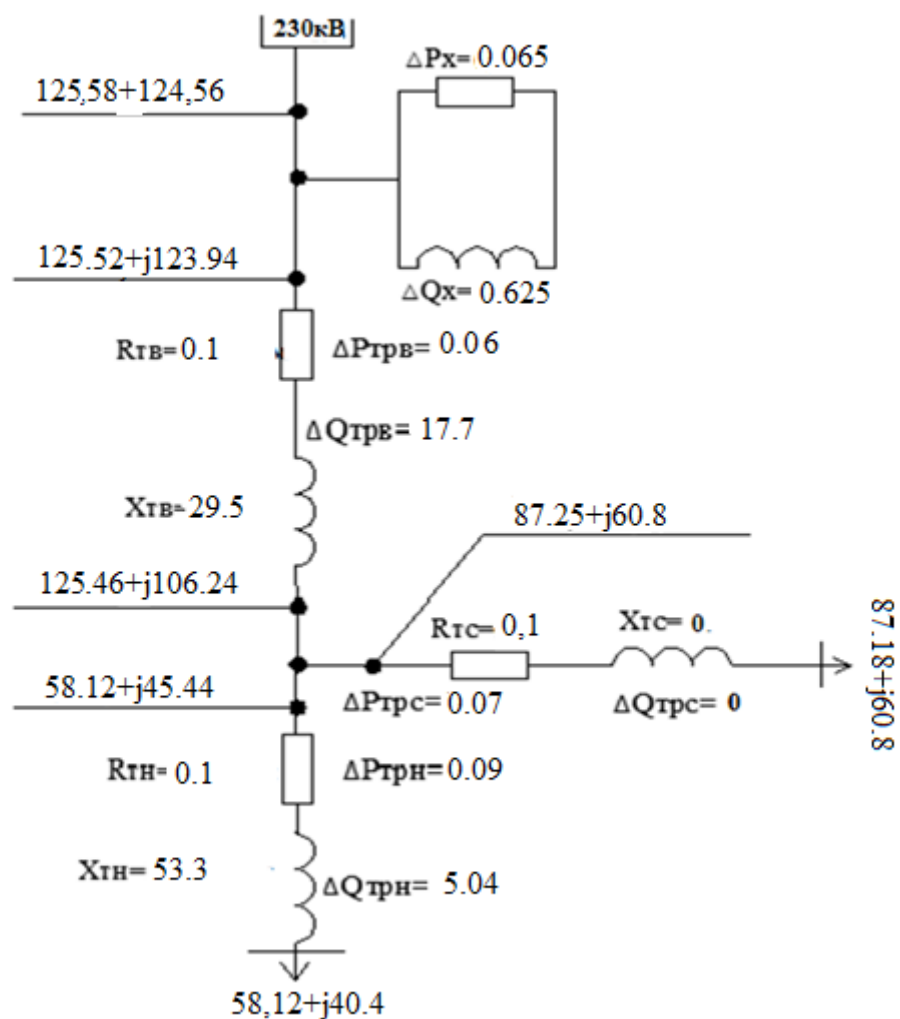 230кВ
ΔPx= 0.065
125,58+124,56
125.52+j123.94
ΔQx= 0.625
Rтв= 0.1
ΔPтрв= 0.06
ΔQтрв= 17.7
Xтв=29.5
87.25+j60.8
125.46+j106.24
Rтс= 0,1
Xтс= 0.
87.18+j60.8
58.12+j45.44
ΔPтрс= 0.07
ΔQтрс= 0
Rтн= 0.1
ΔPтрн= 0.09
Xтн= 53.3
ΔQтрн= 5.04
58,12+j40.4